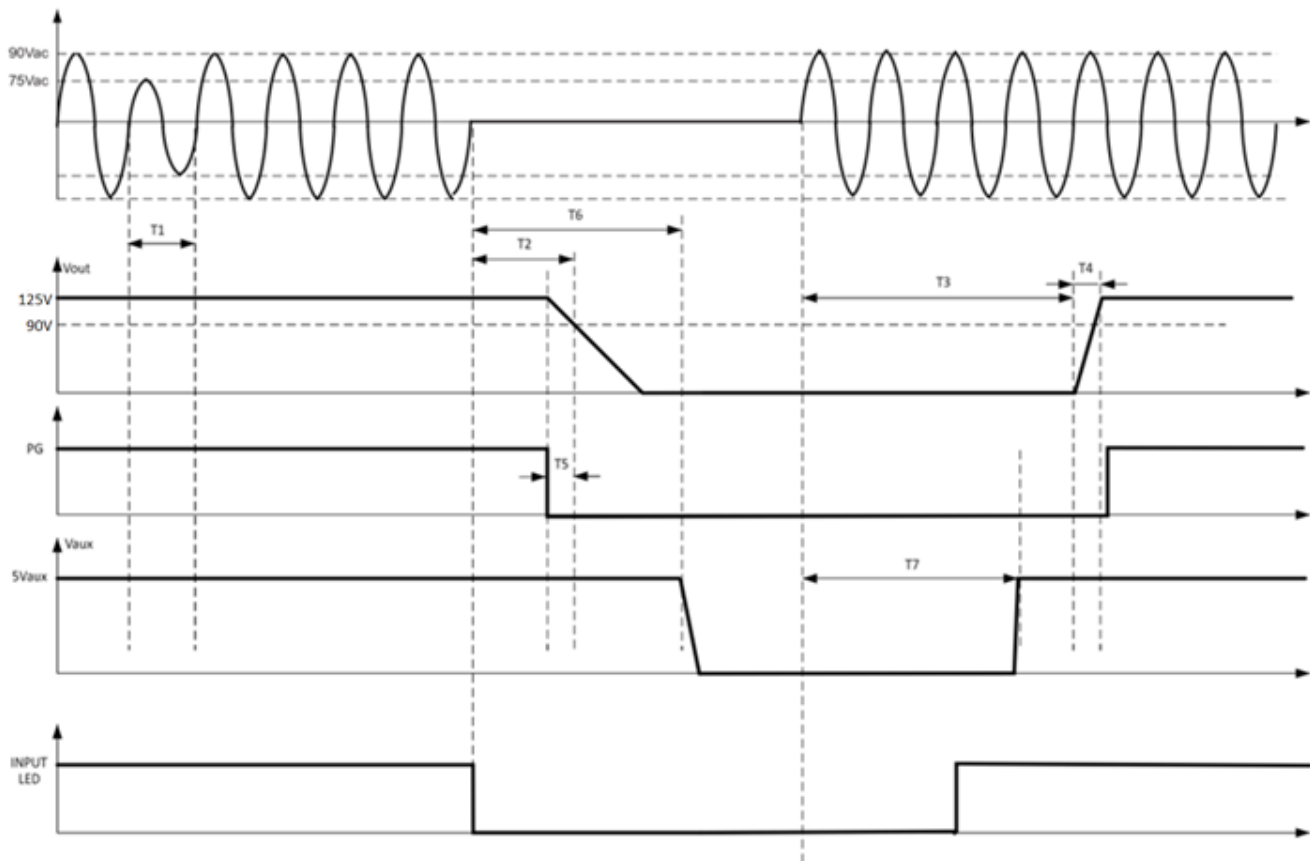 90Vac
75Vac
T1
T6
T2
Vout
T3
T4
125V
90V
PG
T5
Vaux
5Vaux
T7
INPUT
LED